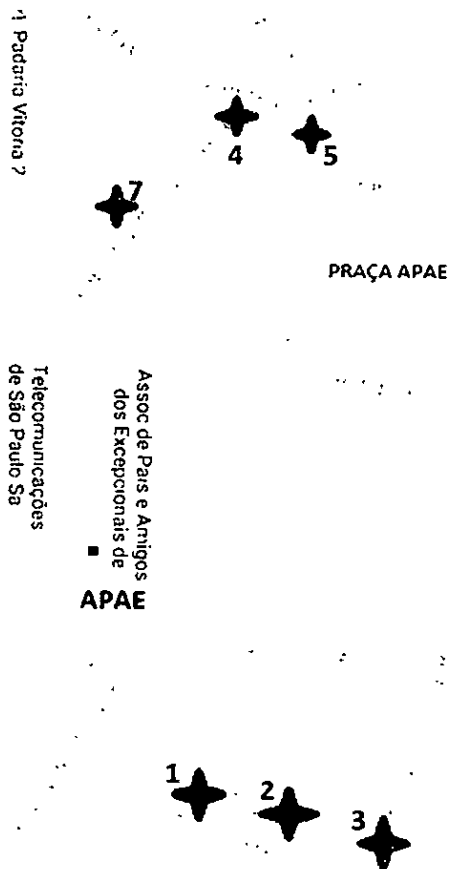 Padaria Vitoria 2
4
5
7
PRAÇA APAE
Telecomunicações
de São Paulo Sa
Assoc de Pais e Amigos
dos Excepcionais de
APAE
1
2
3